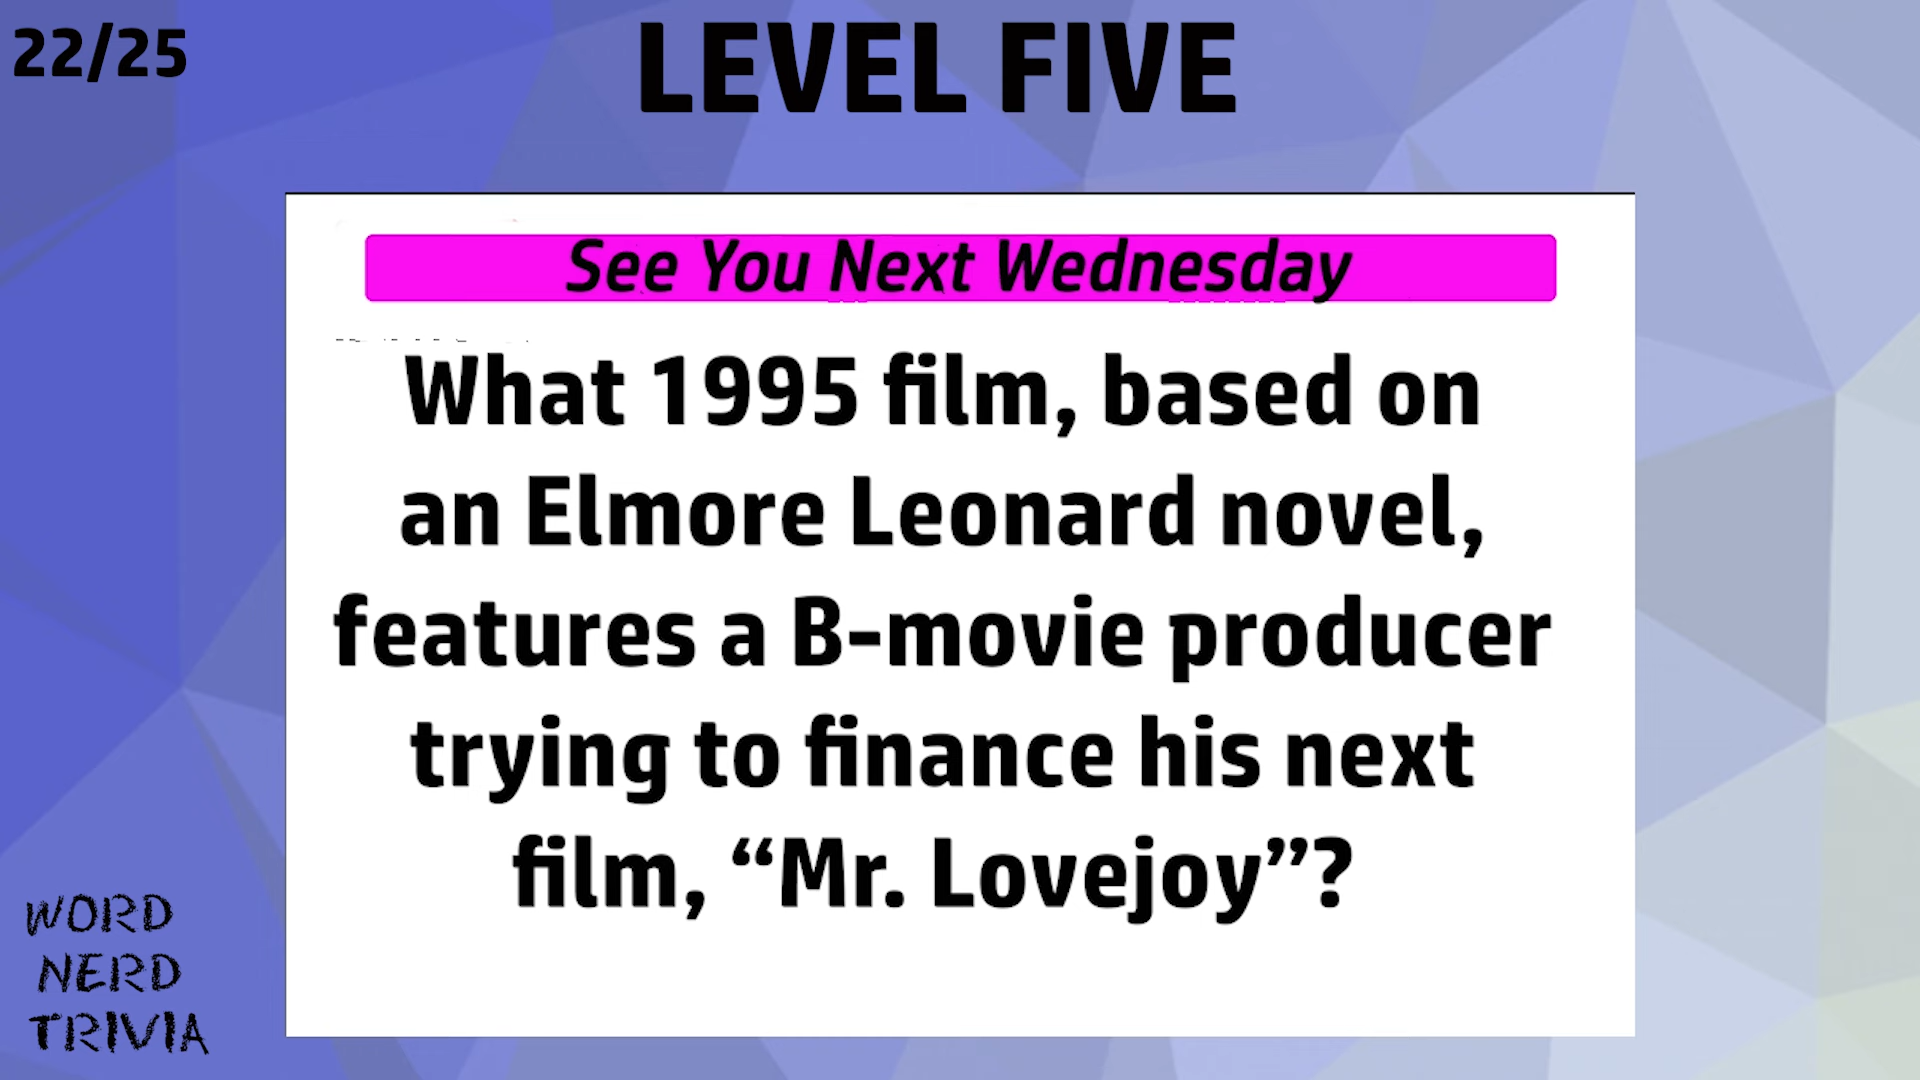 22/25
LEVEL FIVE
See You Next Wednesday
What 1995 film, based on
an Elmore Leonard novel,
features a B-movie producer
trying to finance his next
film, “Mr. Lovejoy”?
WORD
NERD
TRIVIA